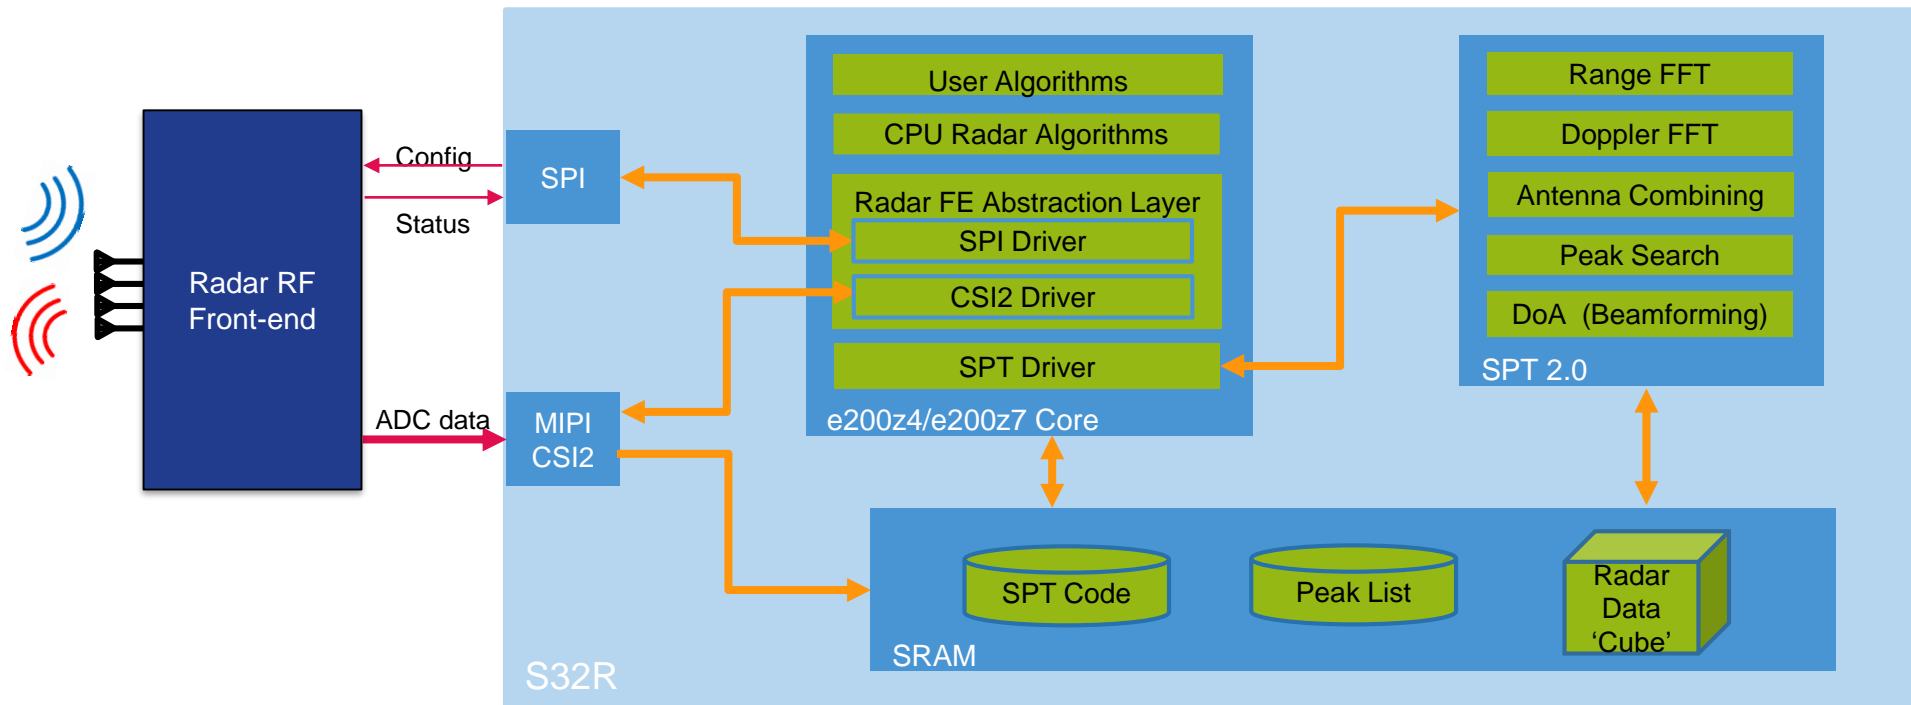 Radar RF
Front-end
Config
Status
ADC data
SPI
MIPI
CSI2
User Algorithms
CPU Radar Algorithms
Radar FE Abstraction Layer
SPI Driver
CSI2 Driver
SPT Driver
e200z4/e200z7 Core
Range FFT
Doppler FFT
Antenna Combining
Peak Search
DoA  (Beamforming)
SPT 2.0
SPT Code
Peak List
Radar
Data
‘Cube’
SRAM
S32R